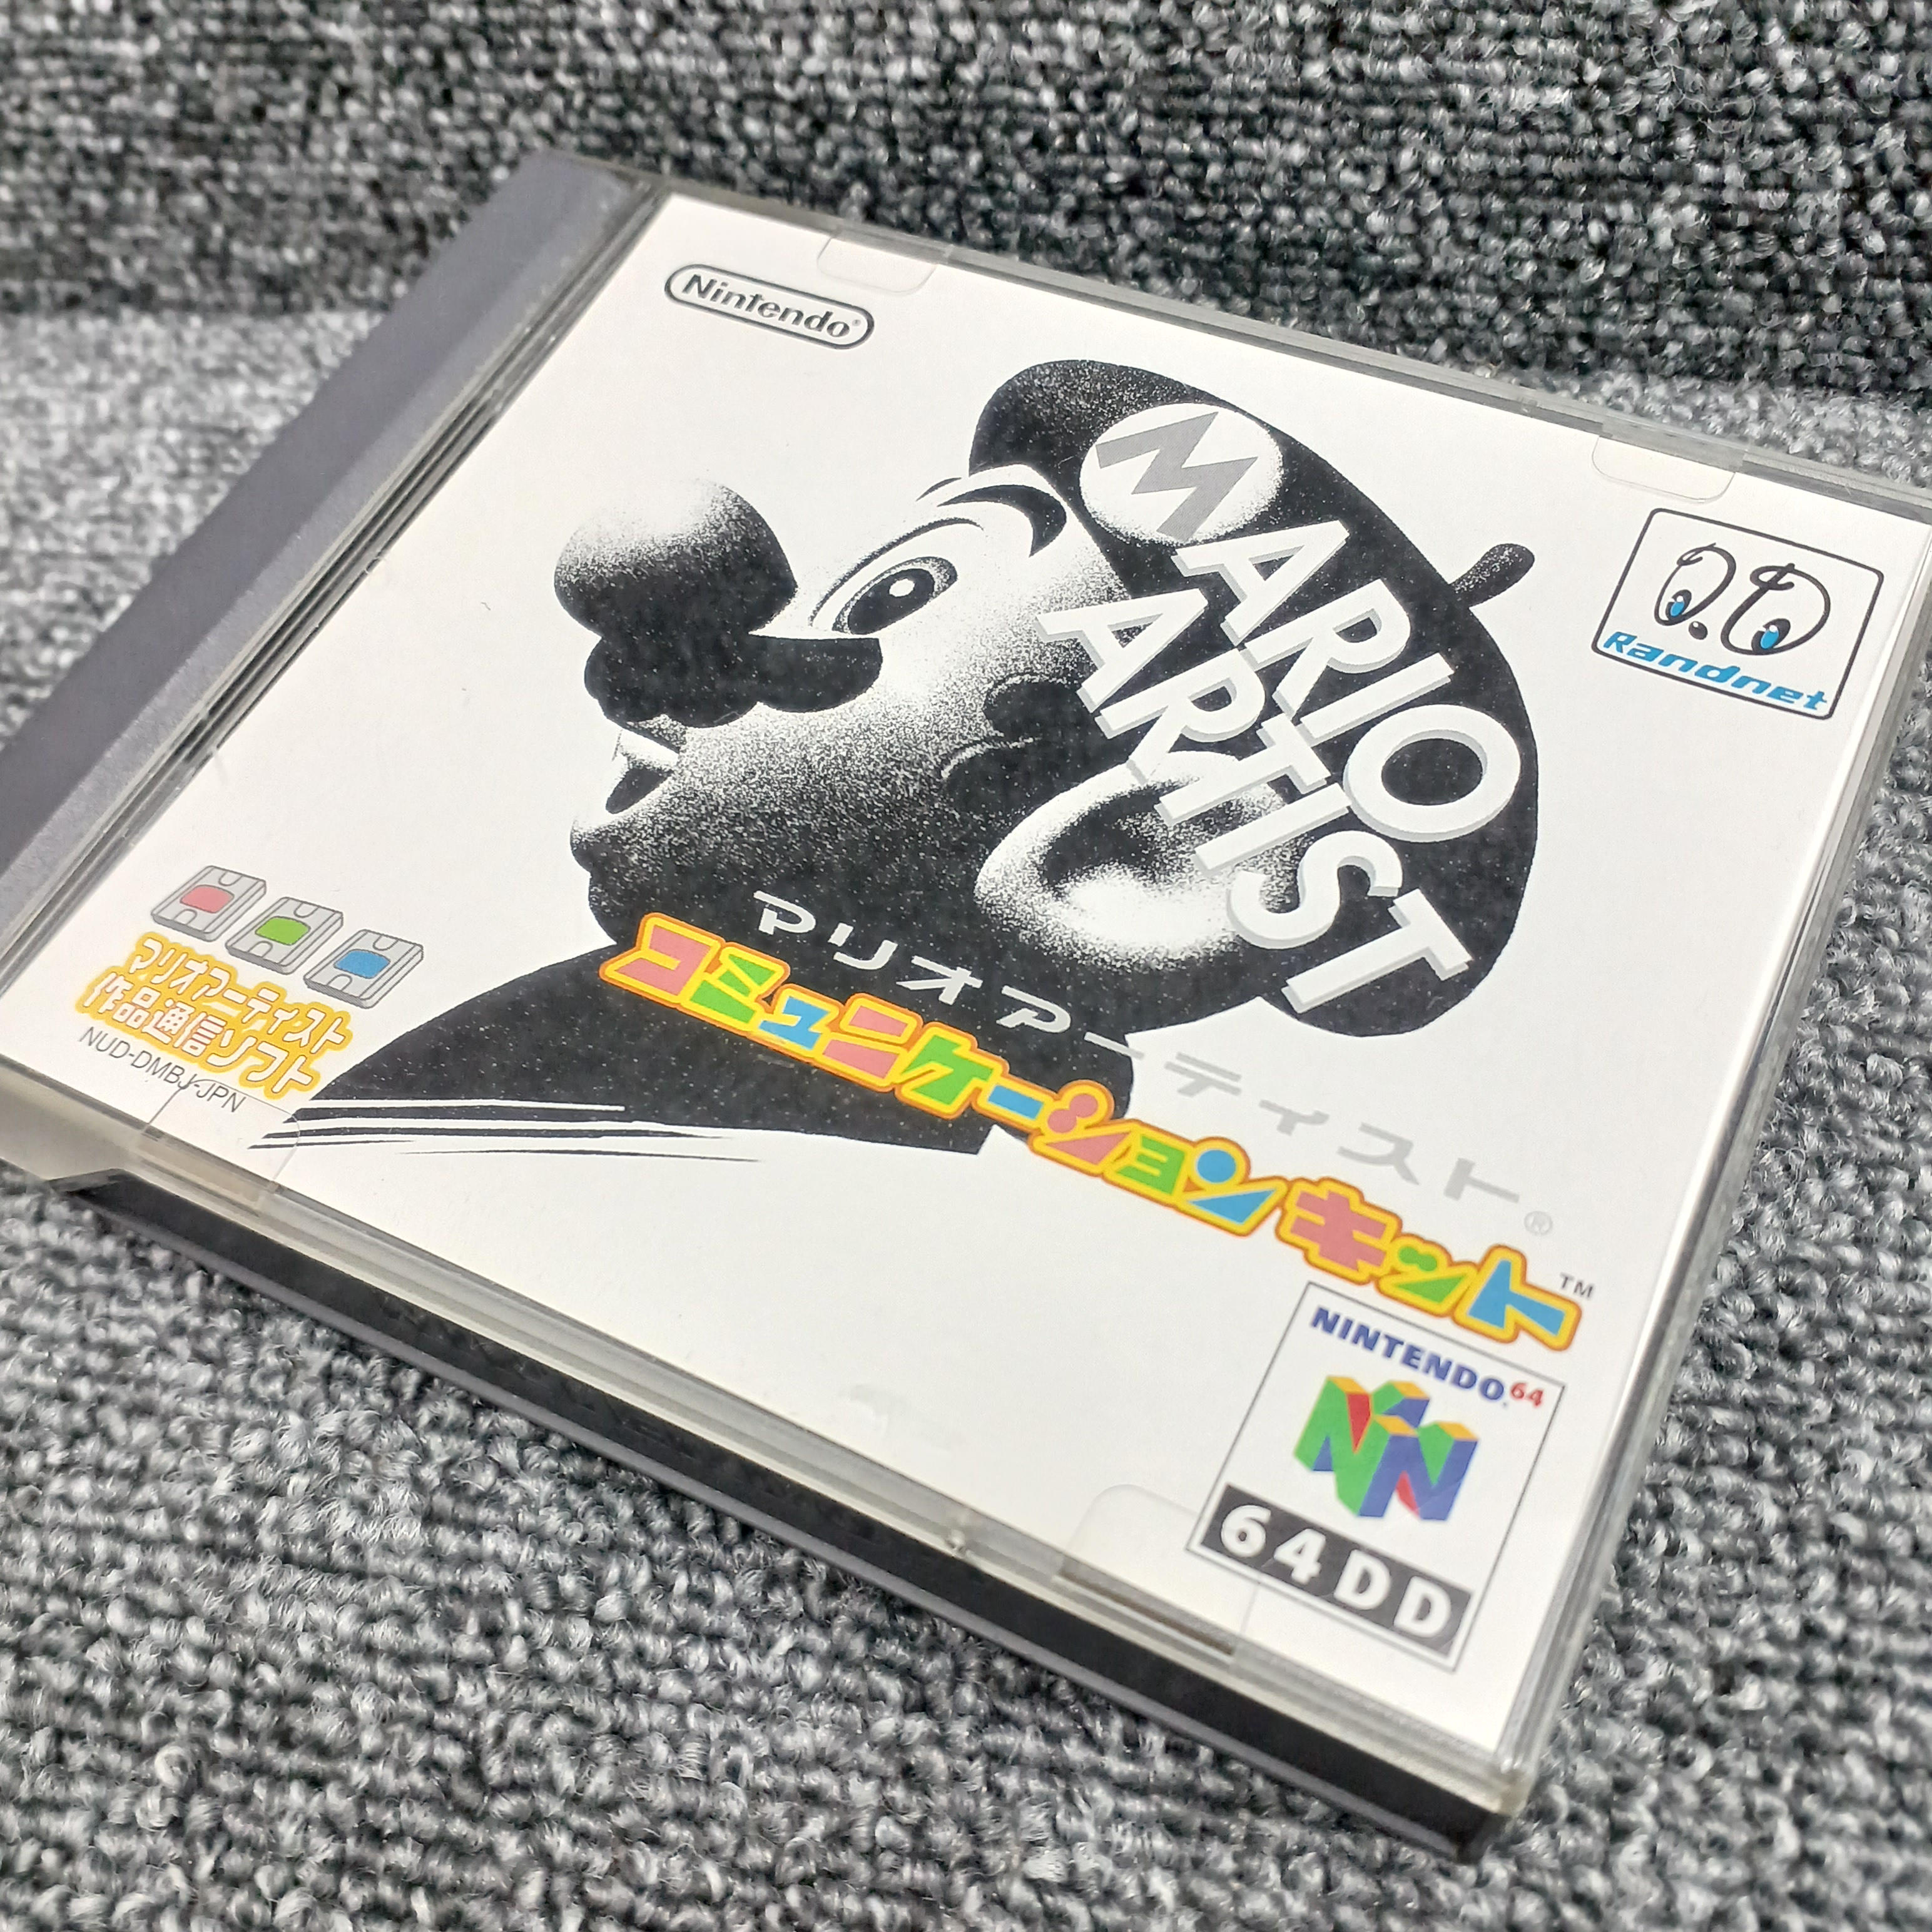 Nintendo®
MARIO
ARTIST
Randnet
マリオアーティスト®
コミュニケーションキット™
マリオアーティスト
作品通信ソフト
NUD-DMBJ-JPN
NINTENDO64
64DD